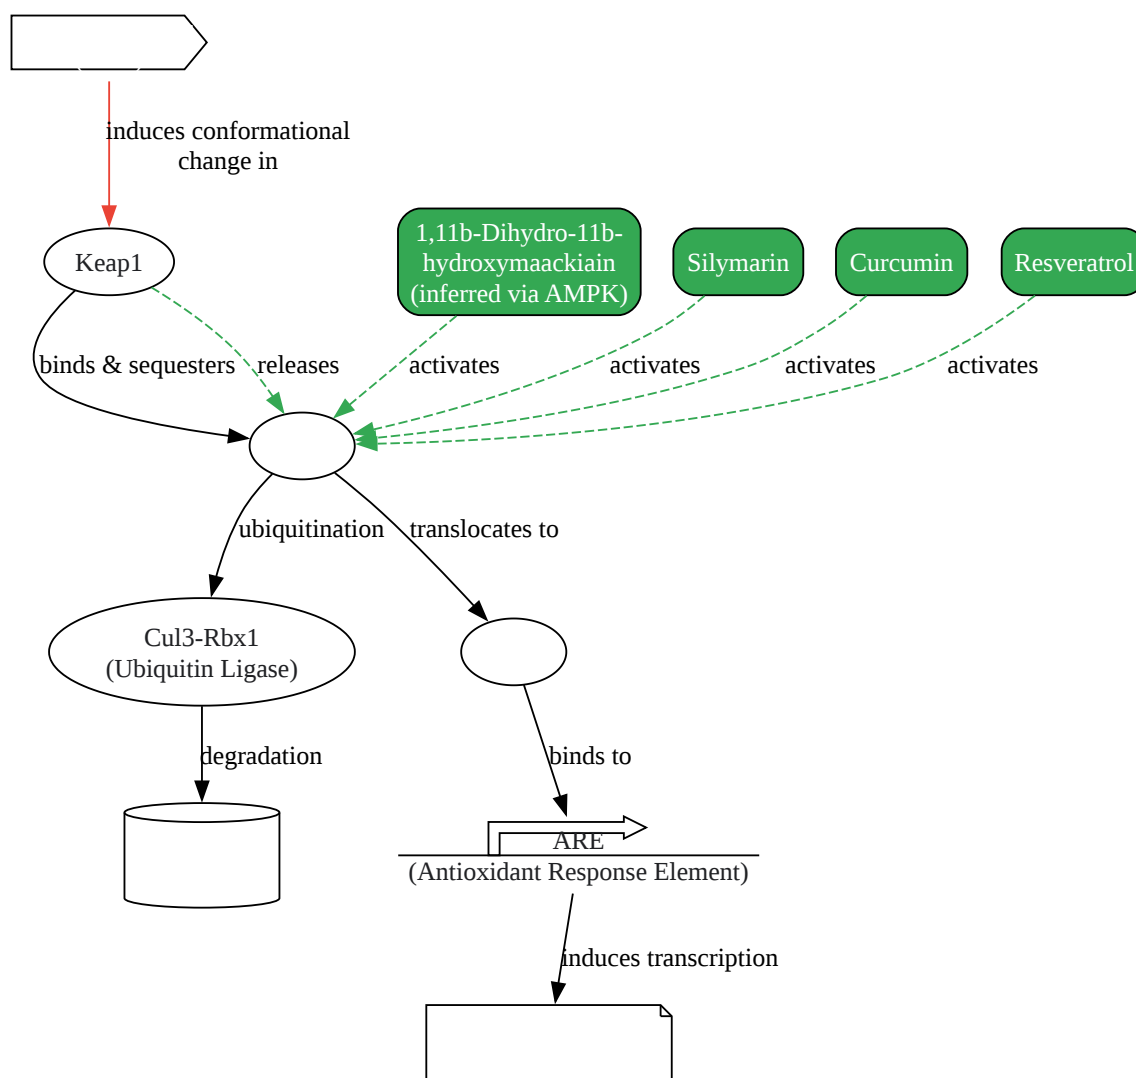 induces conformational
change in
Keap1
1,11b-Dihydro-11b-
hydroxymaackiain
(inferred via AMPK)
Silymarin
Curcumin
Resveratrol
binds & sequesters
releases
activates
activates
activates
activates
ubiquitination
translocates to
Cul3-Rbx1
(Ubiquitin Ligase)
degradation
binds to
ARE
(Antioxidant Response Element)
induces transcription